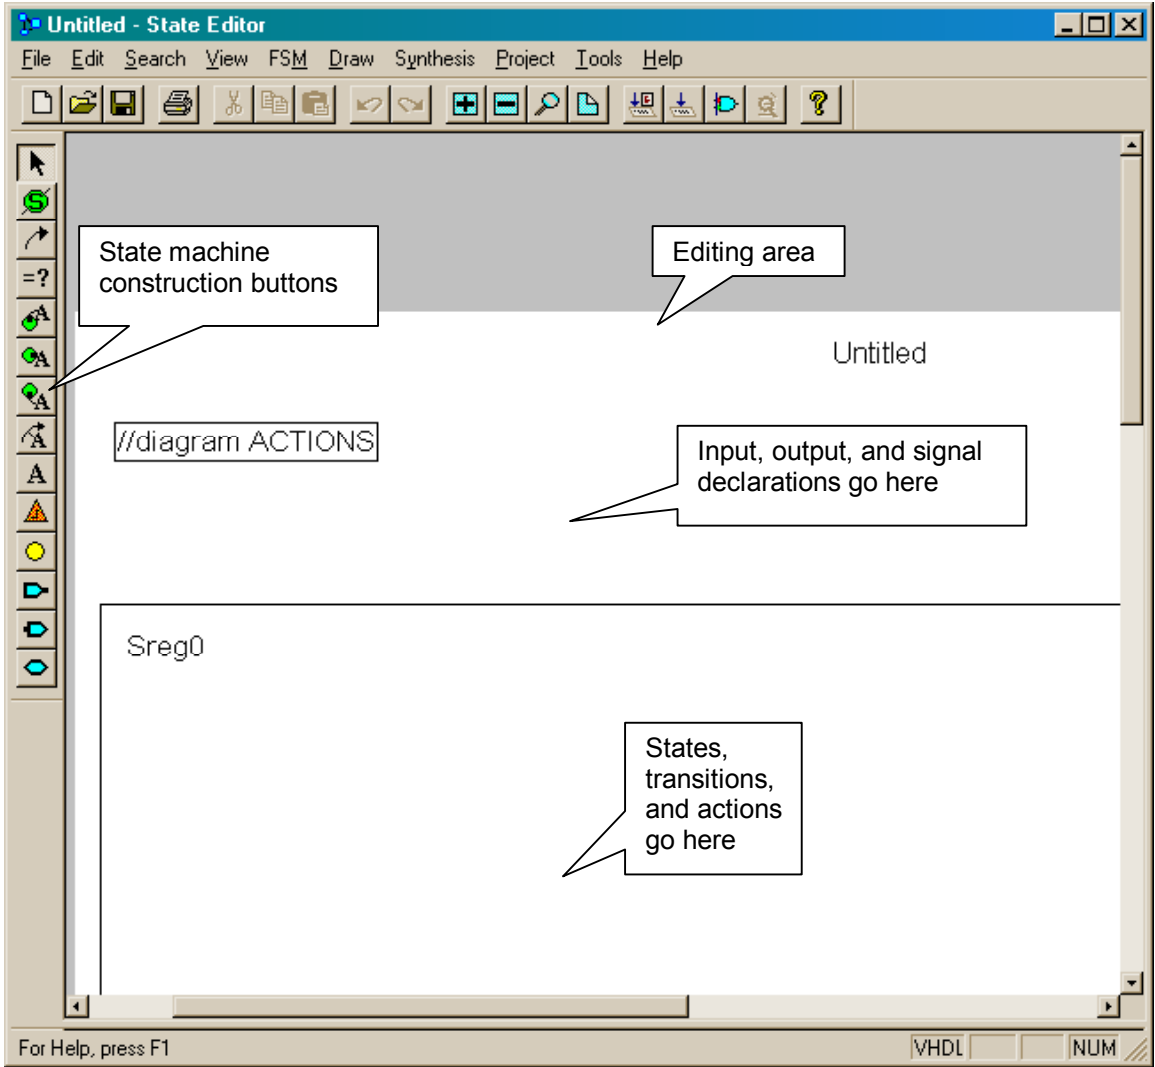 Untitled - State Editor
File Edit Search View FSM Draw Synthesis Project Tools Help
State machine
construction buttons
Editing area
=?
Untitled
//diagram ACTIONS
Input, output, and signal
declarations go here
A
Sreg0
States,
transitions,
and actions
go here
For Help, press F1 VHDL NUM